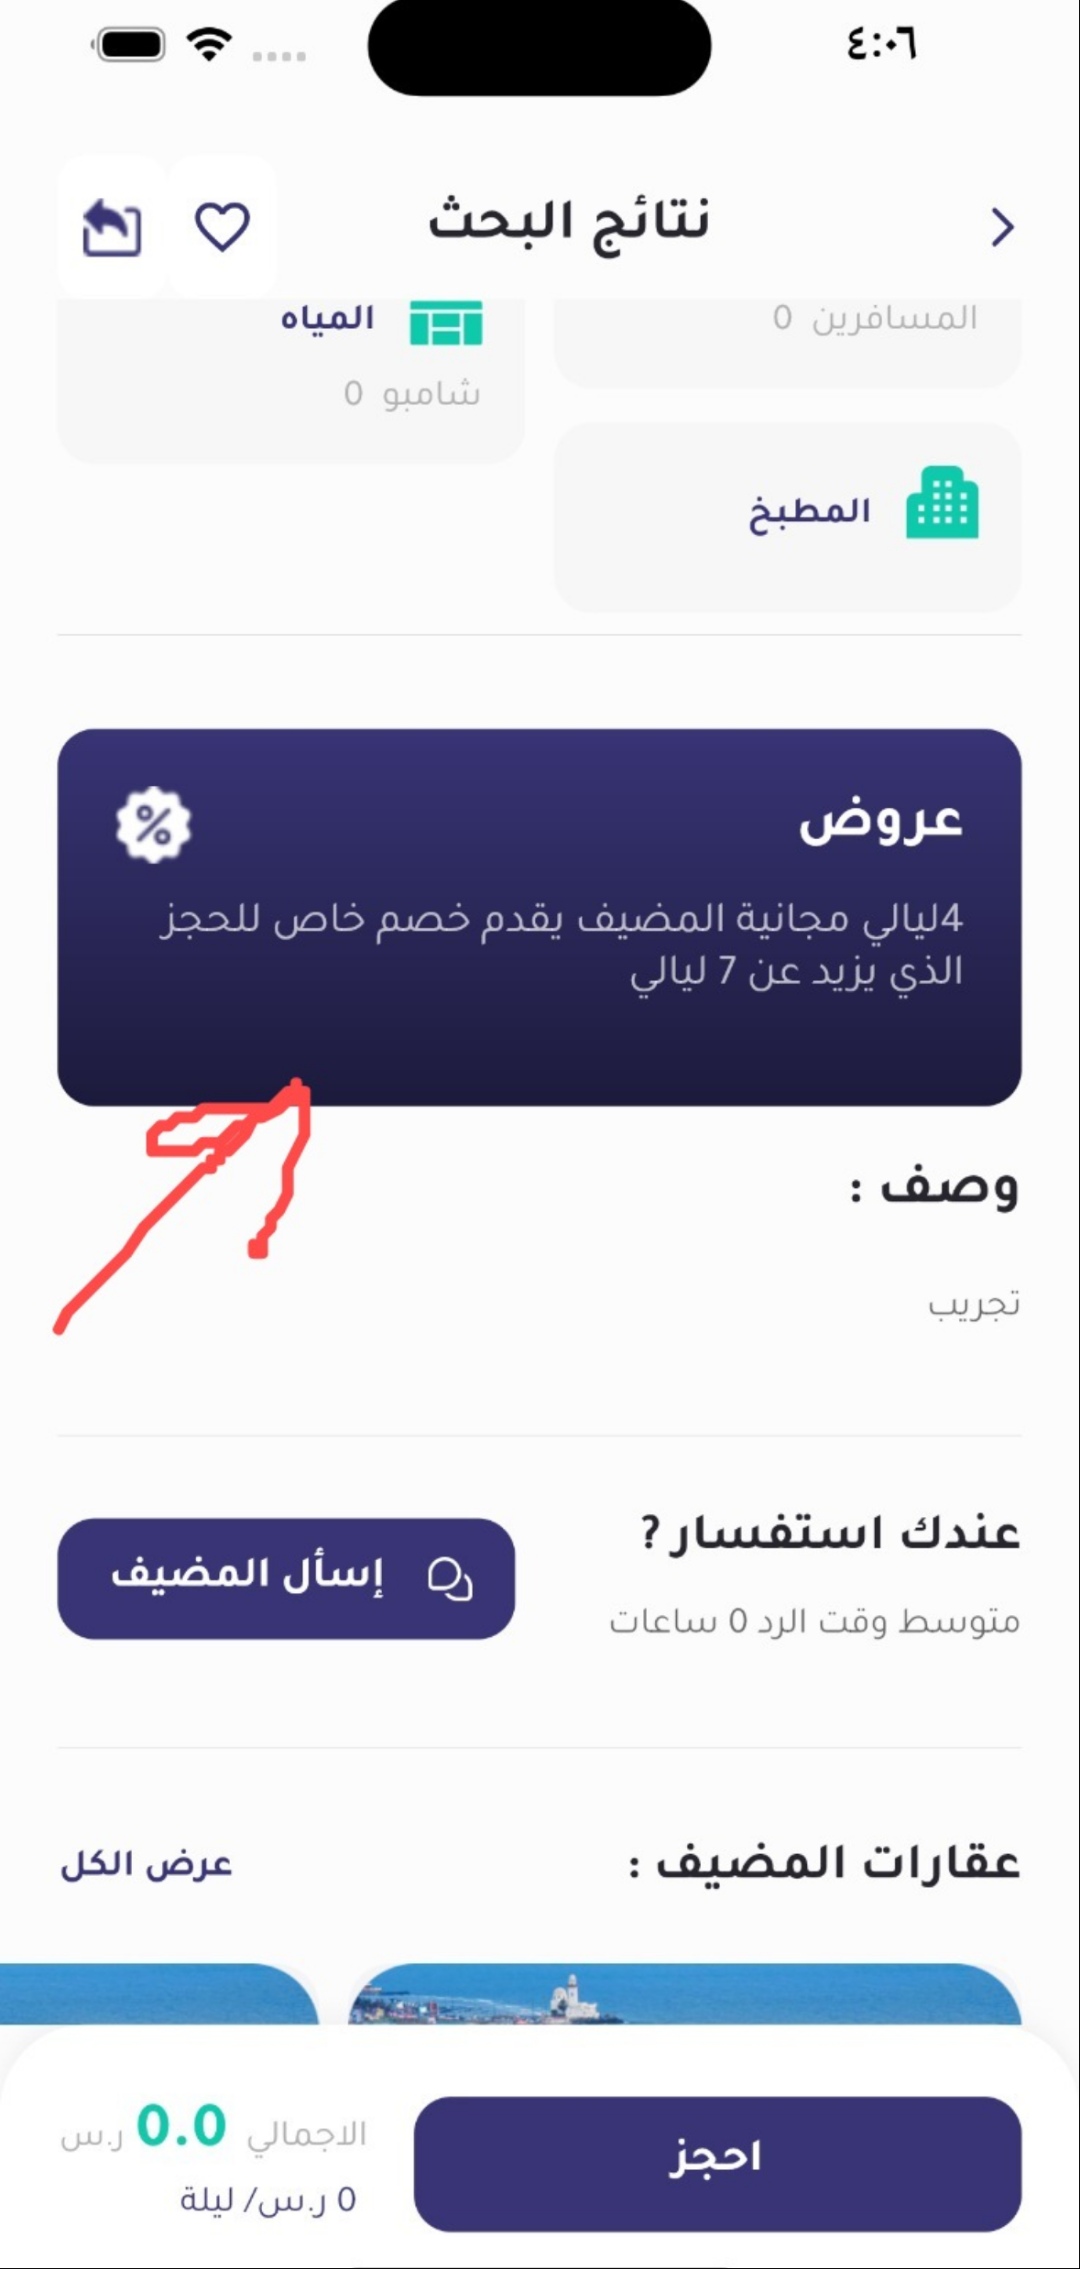 ٤:٠٦
نتائج البحث
المسافرين 0
المياه
شامبو 0
المطبخ
عروض
4ليالي مجانية المضيف يقدم خصم خاص للحجز
الذي يزيد عن 7 ليالي
وصف :
تجريب
عندك استفسار ?
متوسط وقت الرد 0 ساعات
إسأل المضيف
عقارات المضيف :
عرض الكل
احجز
الاجمالي 0.0 ر.س
0 ر.س/ ليلة